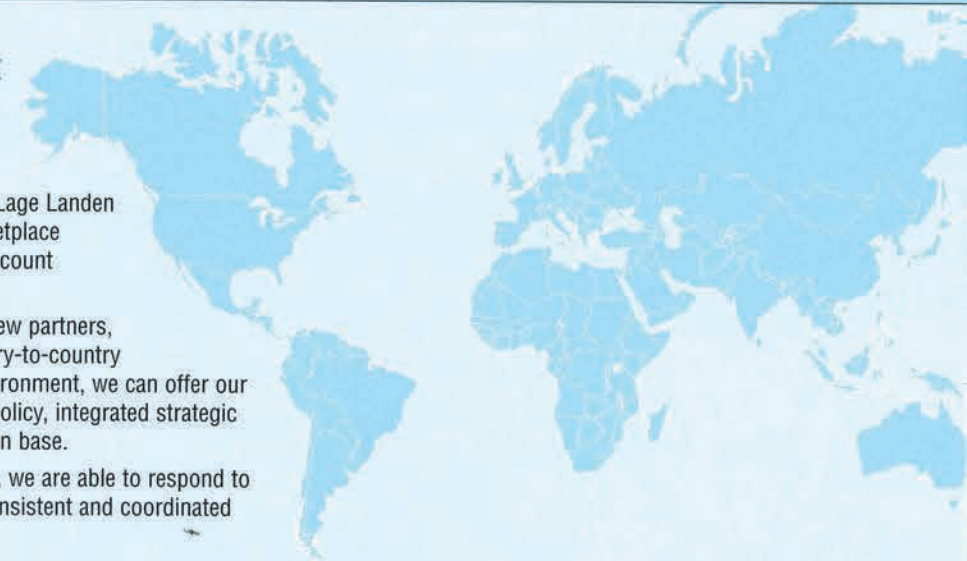 Lage Landen
etplace
count
ew partners,
ry-to-country
ronment, we can offer our
olicy, integrated strategic
n base.
, we are able to respond to
nsistent and coordinated